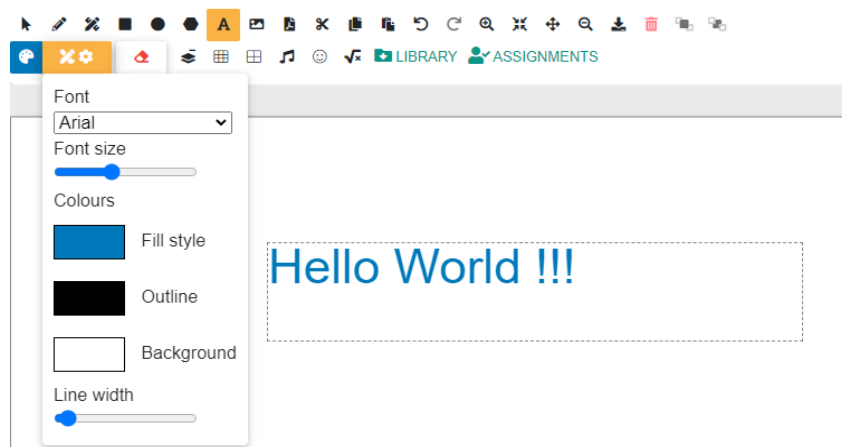 A
LIBRARY ASSIGNMENTS
Font
Arial
Font size
Colours
Fill style
Outline
Background
Line width
Hello World !!!